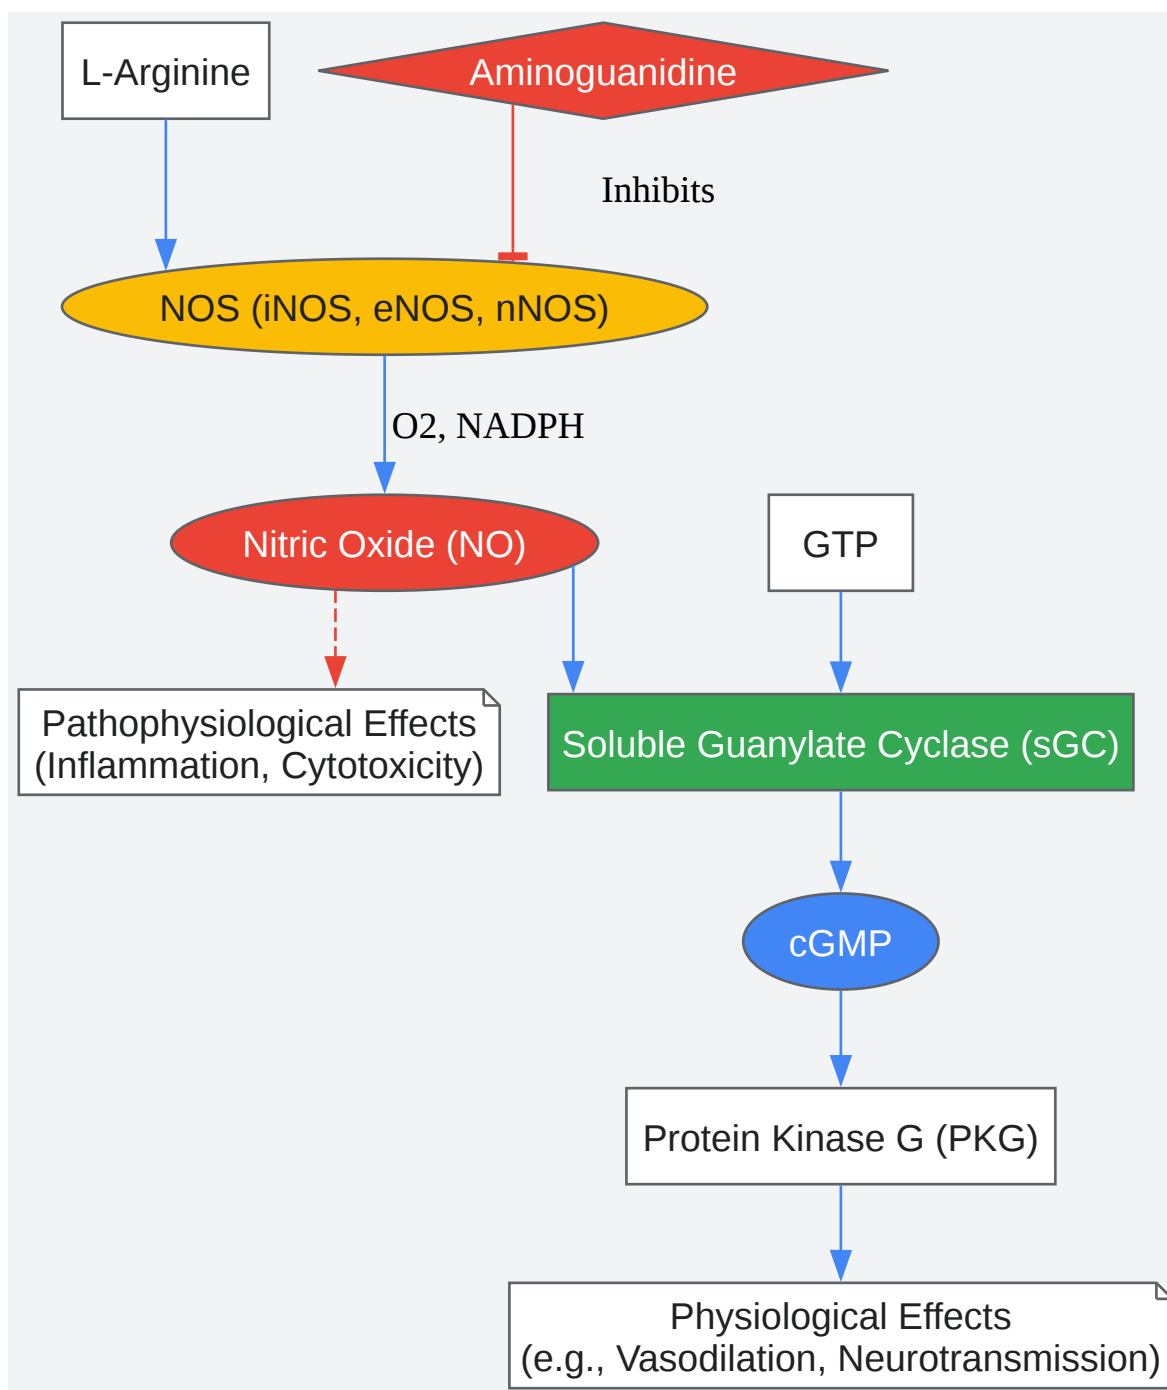 L-Arginine
Aminoguanidine
Inhibits
NOS (iNOS, eNOS, nNOS)
O2, NADPH
Nitric Oxide (NO)
GTP
Pathophysiological Effects
(Inflammation, Cytotoxicity)
Soluble Guanylate Cyclase (sGC)
cGMP
Protein Kinase G (PKG)
Physiological Effects
(e.g., Vasodilation, Neurotransmission)